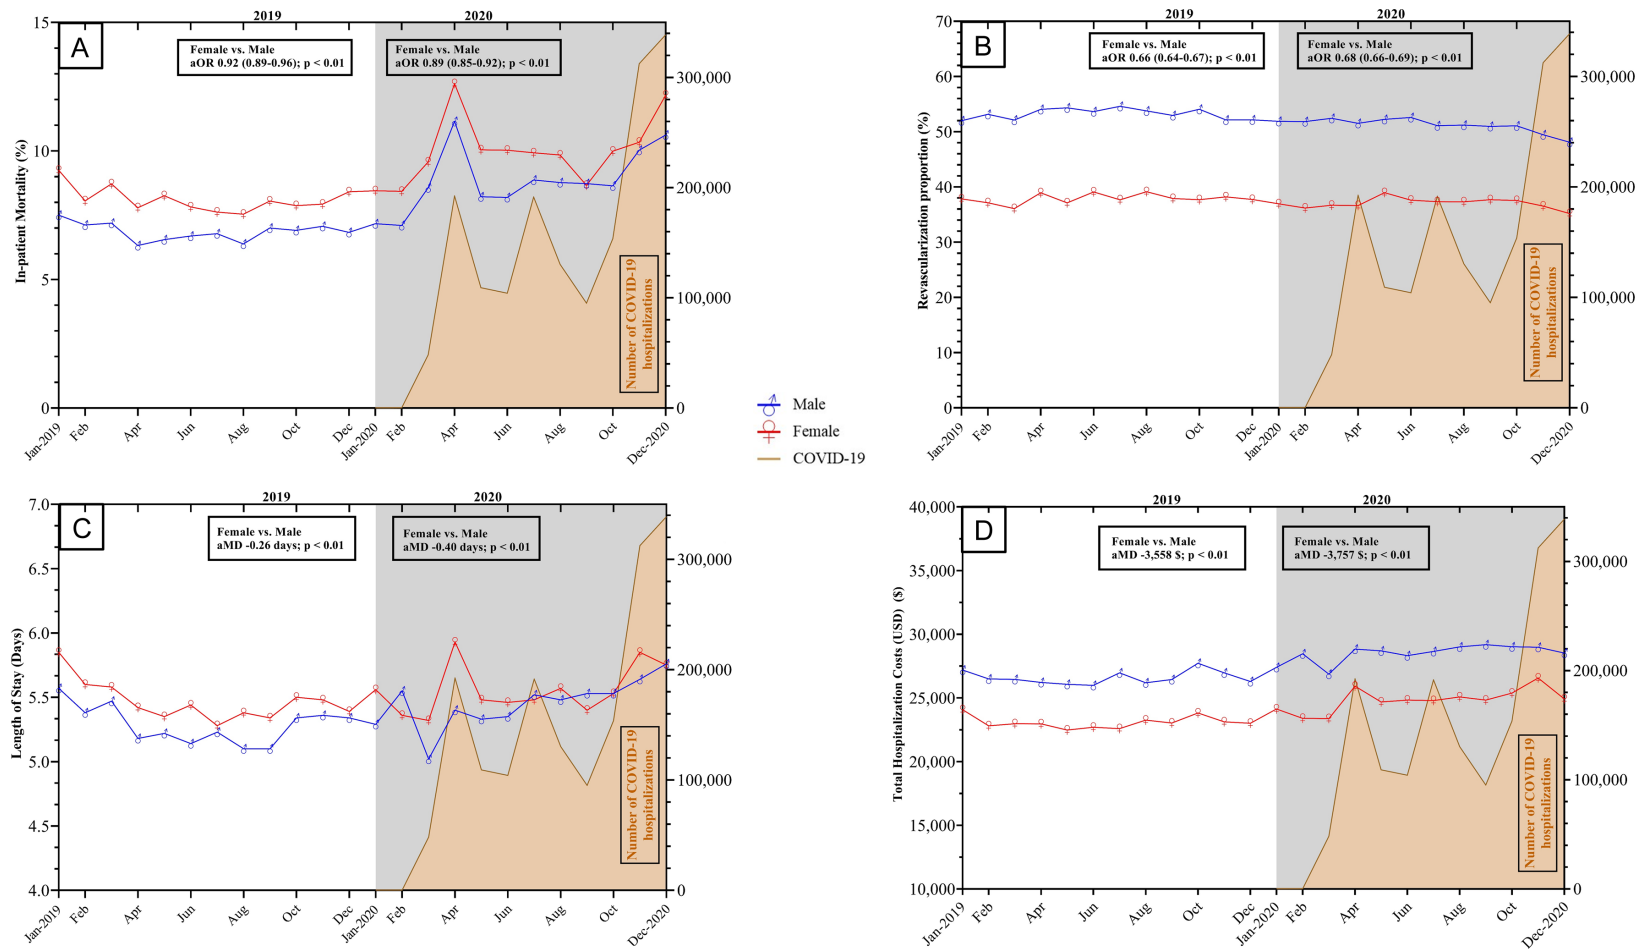 2019
2020
A
Female vs. Male
aOR 0.92 (0.89-0.96); p < 0.01
Female vs. Male
aOR 0.89 (0.85-0.92); p < 0.01
In-patient Mortality (%)
15
10
5
0
300,000
200,000
100,000
0
Number of COVID-19
hospitalizations
Jan-2019
Feb
Apr
Jun
Aug
Oct
Dec
Jan-2020
Feb
Apr
Jun
Aug
Oct
Dec-2020
2019
2020
B
Female vs. Male
aOR 0.66 (0.64-0.67); p < 0.01
Female vs. Male
aOR 0.68 (0.66-0.69); p < 0.01
Revascularization proportion (%)
70
60
50
40
30
20
10
0
300,000
200,000
100,000
0
Number of COVID-19
hospitalizations
Jan-2019
Feb
Apr
Jun
Aug
Oct
Dec
Jan-2020
Feb
Apr
Jun
Aug
Oct
Dec-2020
Male
Female
COVID-19
2019
2020
C
Female vs. Male
aMD -0.26 days; p < 0.01
Female vs. Male
aMD -0.40 days; p < 0.01
Length of Stay (Days)
7.0
6.5
6.0
5.5
5.0
4.5
4.0
300,000
200,000
100,000
0
Number of COVID-19
hospitalizations
Jan-2019
Feb
Apr
Jun
Aug
Oct
Dec
Jan-2020
Feb
Apr
Jun
Aug
Oct
Dec-2020
2019
2020
D
Female vs. Male
aMD -3,558 $; p < 0.01
Female vs. Male
aMD -3,757 $; p < 0.01
Total Hospitalization Costs (USD) ($)
40,000
35,000
30,000
25,000
20,000
15,000
10,000
300,000
200,000
100,000
0
Number of COVID-19
hospitalizations
Jan-2019
Feb
Apr
Jun
Aug
Oct
Dec
Jan-2020
Feb
Apr
Jun
Aug
Oct
Dec-2020